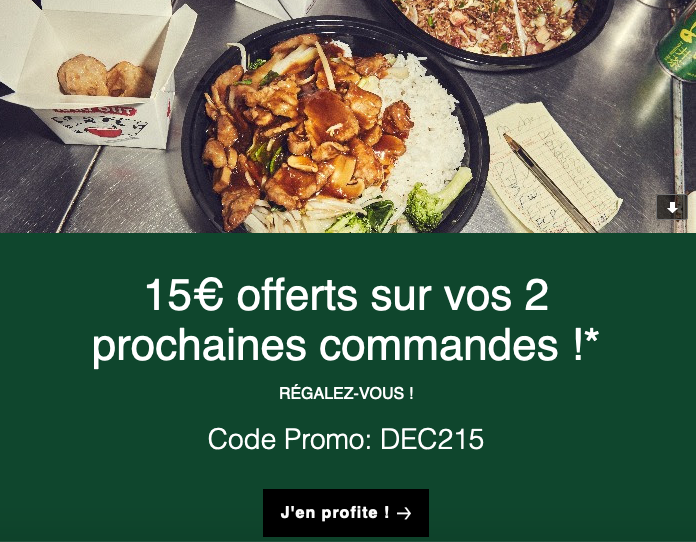 15€ offerts sur vos 2
prochaines commandes !*
RÉGALEZ-VOUS !
Code Promo: DEC215
J'en profite ! →